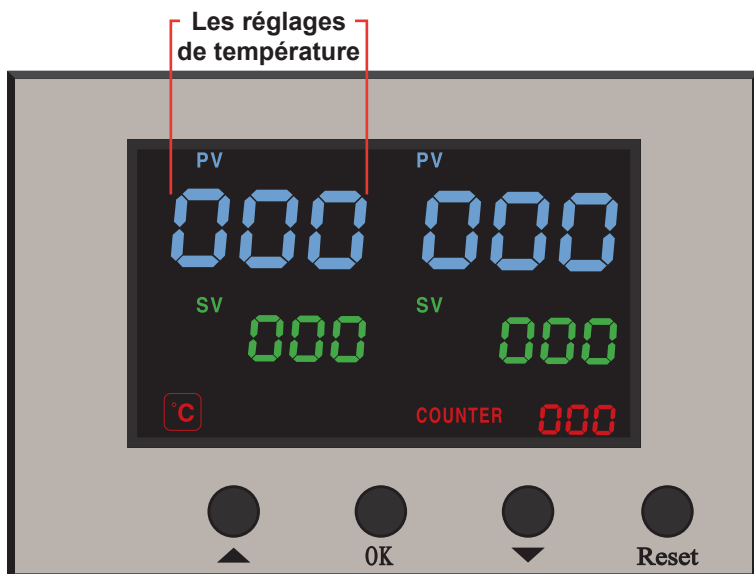 Les réglages
de température
PV PV
000 000
SV SV
000 000
°C COUNTER 000
▲ OK ▼ Reset